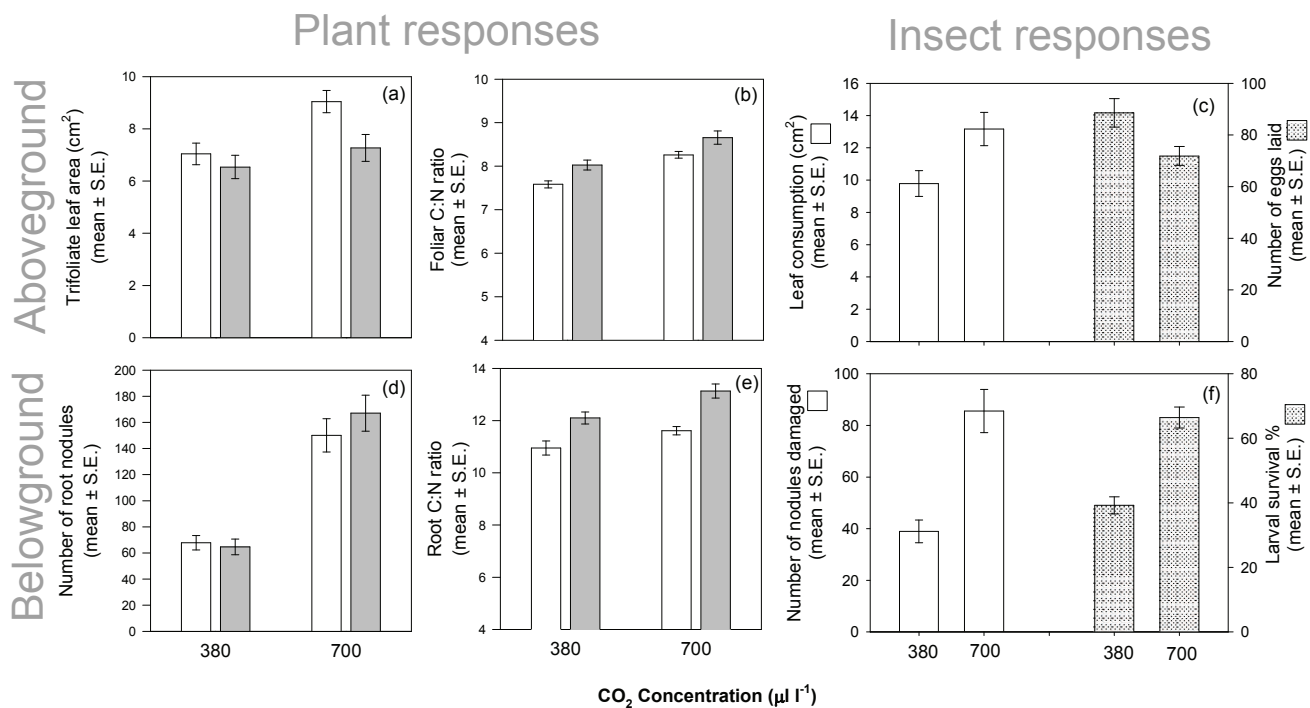 Plant responses
Insect responses
Aboveground
Belowground
Trifoliate leaf area (cm²)
(mean ± S.E.)
10
8
6
4
2
0
(a)
Foliar C:N ratio
(mean ± S.E.)
10
9
8
7
6
5
4
(b)
Leaf consumption (cm²)
(mean ± S.E.)
16
14
12
10
8
6
4
2
0
(c)
100
80
60
40
20
0
Number of eggs laid
(mean ± S.E.)
Number of root nodules
(mean ± S.E.)
200
180
160
140
120
100
80
60
40
20
0
(d)
380
700
Root C:N ratio
(mean ± S.E.)
14
12
10
8
6
4
(e)
380
700
Number of nodules damaged
(mean ± S.E.)
100
80
60
40
20
0
(f)
380
700
380
700
80
60
40
20
0
Larval survival %
(mean ± S.E.)
CO₂ Concentration (µl l⁻¹)